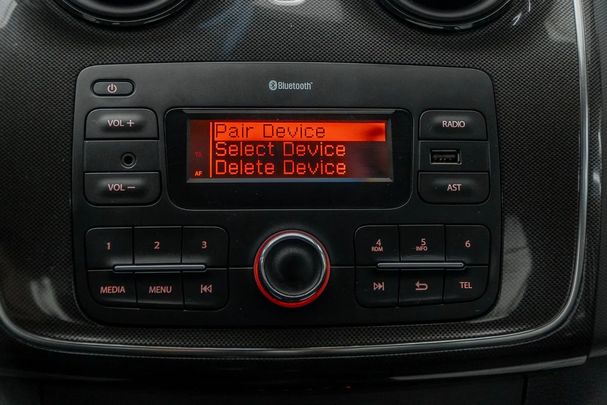 Bluetooth
VOL +
Pair Device
RADIO
Select Device
VOL −
AF
Delete Device
AST
1 2 3
4 RDM
5 INFO
6
MEDIA MENU
TEL